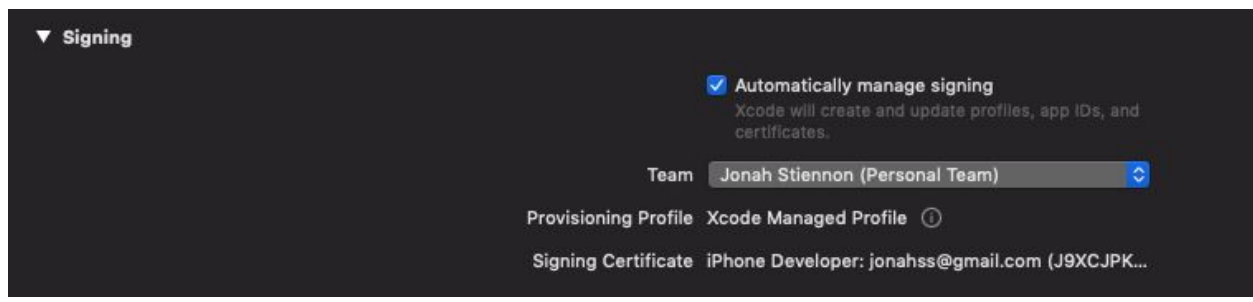 Signing
Automatically manage signing
Xcode will create and update profiles, app IDs, and
certificates.
Team Jonah Stiennon (Personal Team)
Provisioning Profile Xcode Managed Profile
Signing Certificate iPhone Developer: jonahss@gmail.com (J9XCJPK...